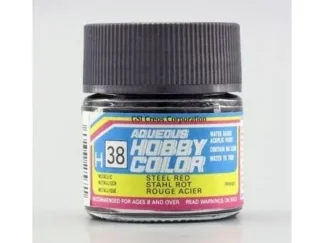 GSI Creos Corporation
AQUEOUS
HOBBY
COLOR
H 38
WATER BASED
ACRYLIC PAINT
METALLIC
METALLISCH
METALLISE
STEEL RED
STAHL ROT
ROUGE ACIER
RECOMMENDED FOR AGES 8 AND OVER
READ WARNINGS ON